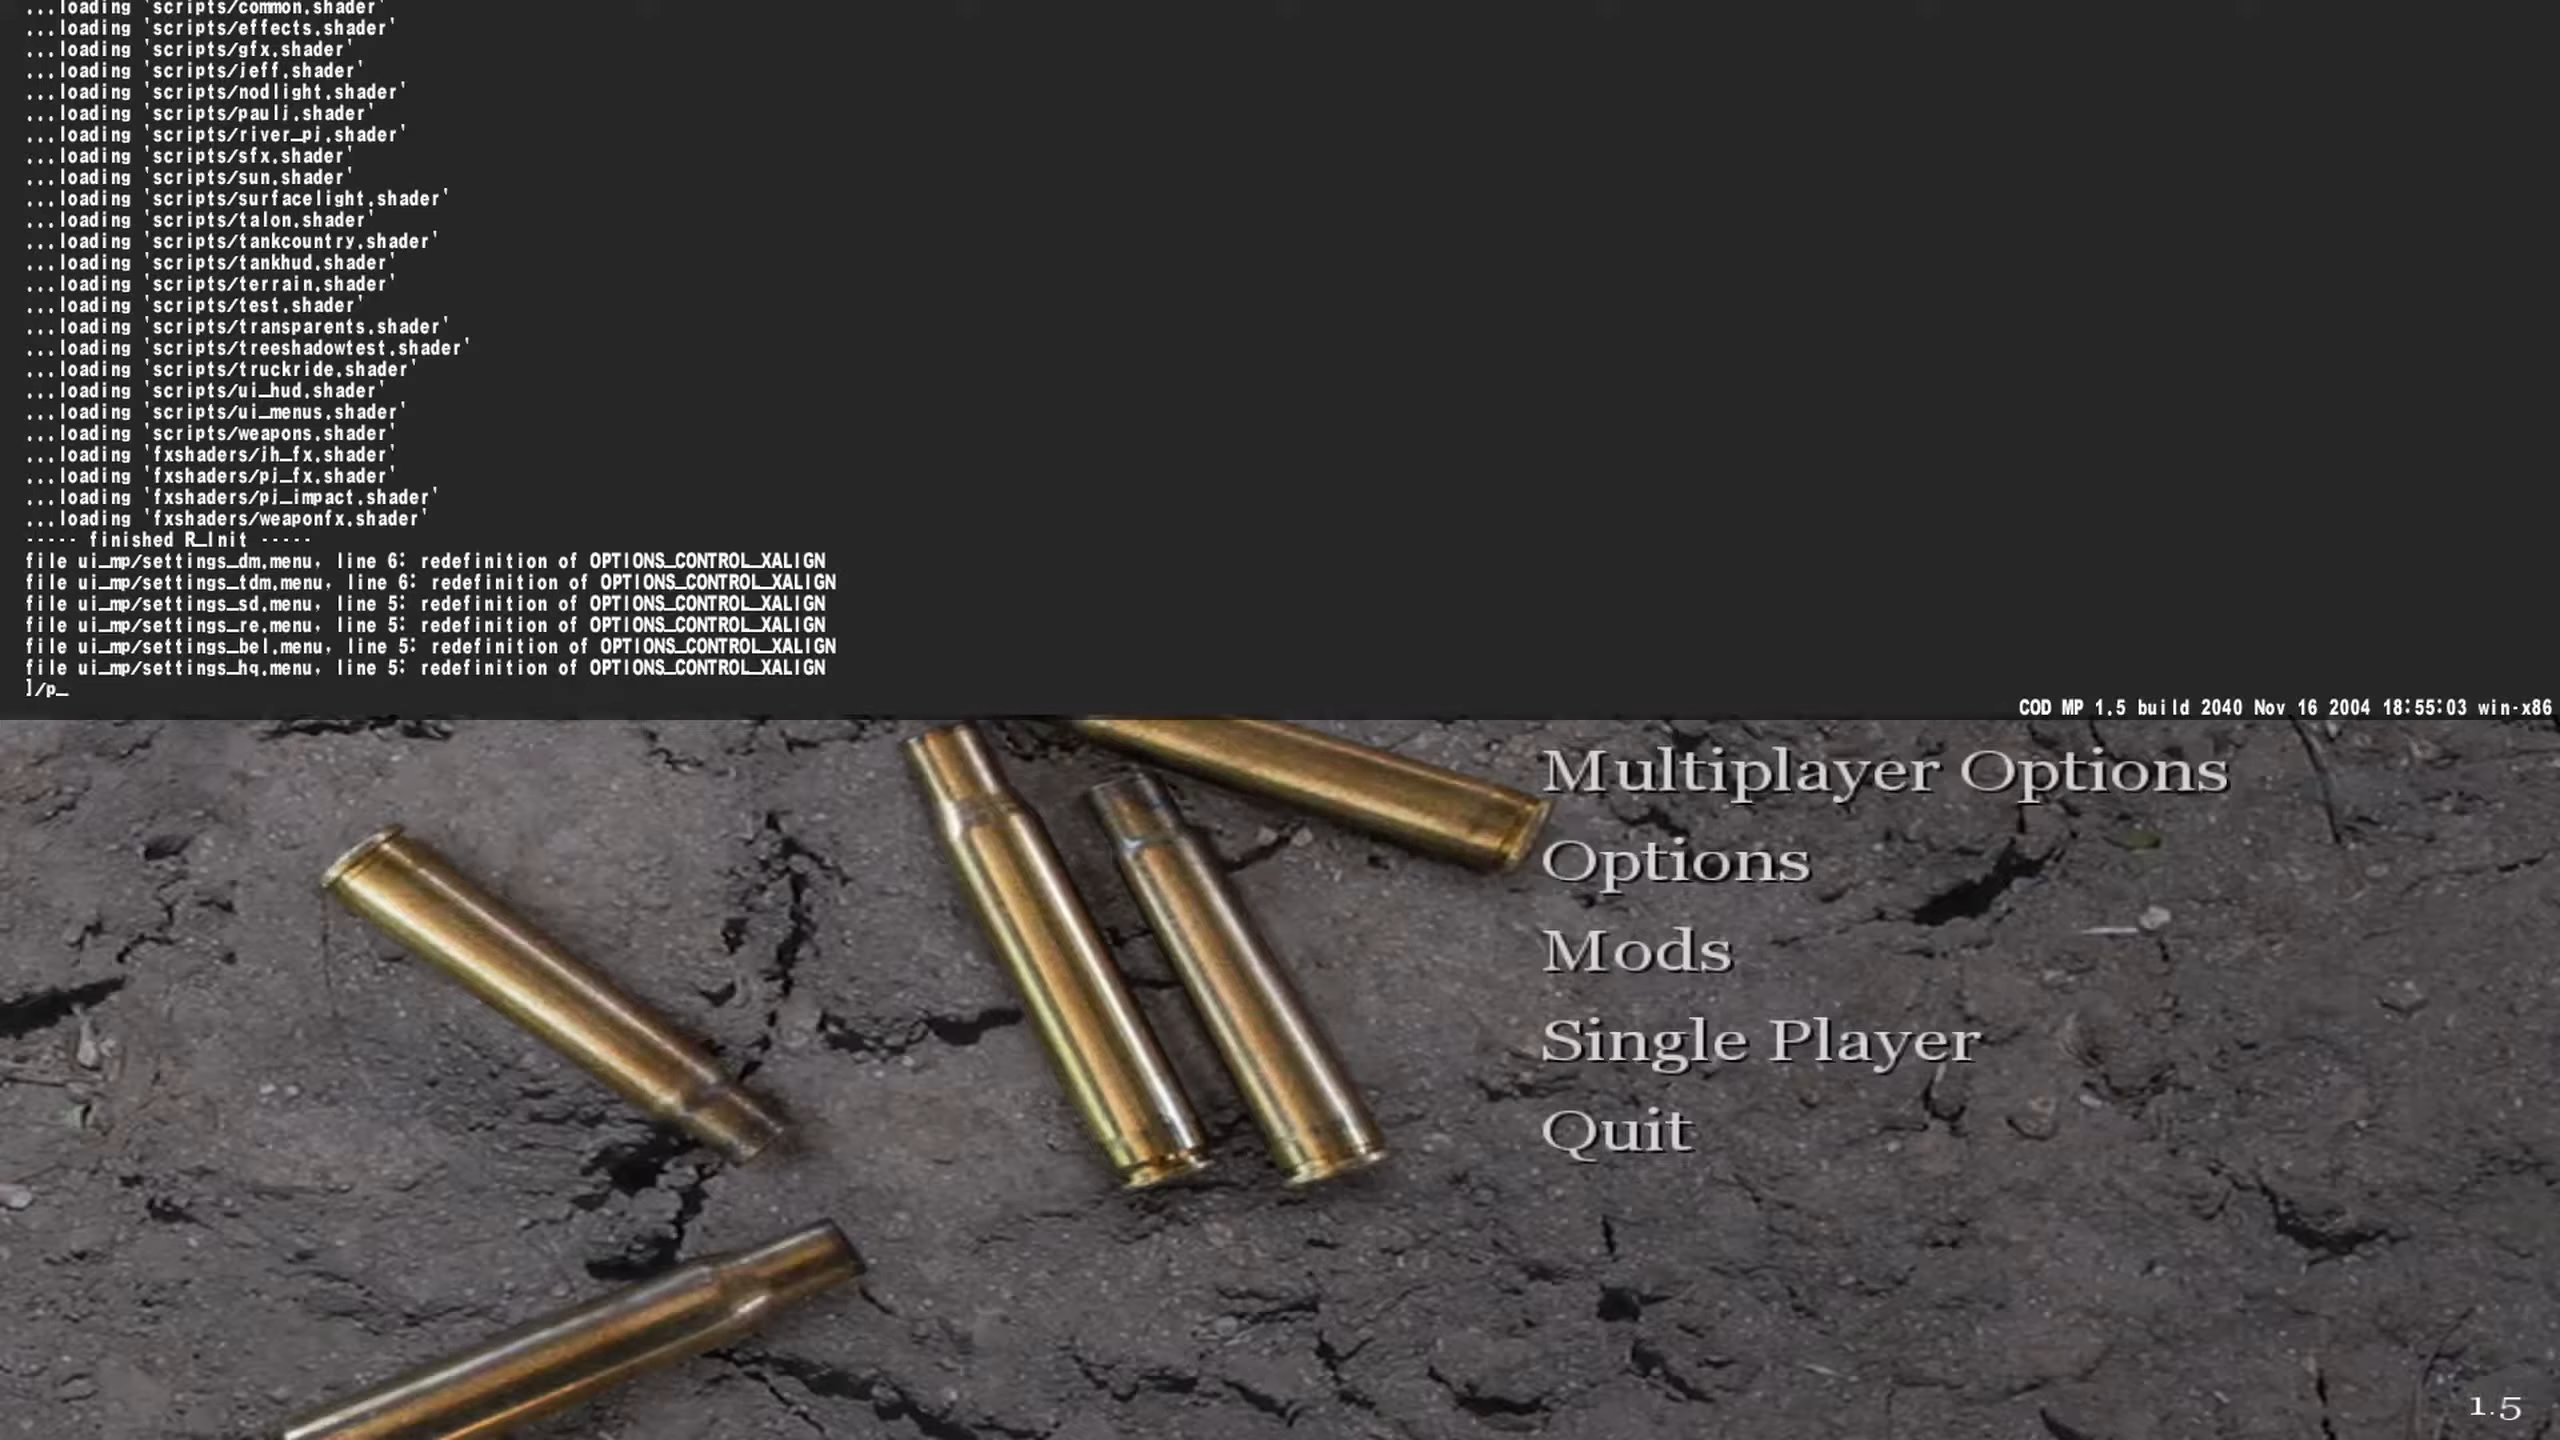 ...loading 'scripts/common.shader'
...loading 'scripts/effects.shader'
...loading 'scripts/gfx.shader'
...loading 'scripts/jeff.shader'
...loading 'scripts/nodlight.shader'
...loading 'scripts/paulj.shader'
...loading 'scripts/river_pj.shader'
...loading 'scripts/sfx.shader'
...loading 'scripts/sun.shader'
...loading 'scripts/surfacelight.shader'
...loading 'scripts/talon.shader'
...loading 'scripts/tankcountry.shader'
...loading 'scripts/tankhud.shader'
...loading 'scripts/terrain.shader'
...loading 'scripts/test.shader'
...loading 'scripts/transparents.shader'
...loading 'scripts/treeshadowtest.shader'
...loading 'scripts/truckride.shader'
...loading 'scripts/ui_hud.shader'
...loading 'scripts/ui_menus.shader'
...loading 'scripts/weapons.shader'
...loading 'fxshaders/jh_fx.shader'
...loading 'fxshaders/pj_fx.shader'
...loading 'fxshaders/pj_impact.shader'
...loading 'fxshaders/weaponfx.shader'
----- finished R_Init -----
file ui_mp/settings_dm.menu, line 6: redefinition of OPTIONS_CONTROL_XALIGN
file ui_mp/settings_tdm.menu, line 6: redefinition of OPTIONS_CONTROL_XALIGN
file ui_mp/settings_sd.menu, line 5: redefinition of OPTIONS_CONTROL_XALIGN
file ui_mp/settings_re.menu, line 5: redefinition of OPTIONS_CONTROL_XALIGN
file ui_mp/settings_bel.menu, line 5: redefinition of OPTIONS_CONTROL_XALIGN
file ui_mp/settings_hq.menu, line 5: redefinition of OPTIONS_CONTROL_XALIGN
]/p_
COD MP 1.5 build 2040 Nov 16 2004 18:55:03 win-x86
Multiplayer Options
Options
Mods
Single Player
Quit
1.5